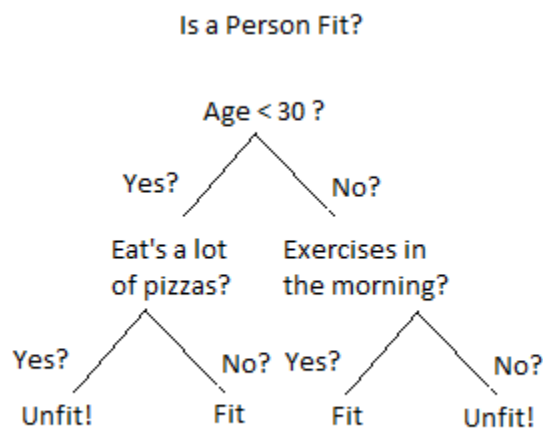 Is a Person Fit?
Age < 30 ?
Yes?
No?
Eat's a lot
of pizzas?
Exercises in
the morning?
Yes?
No?
Yes?
No?
Unfit!
Fit
Fit
Unfit!